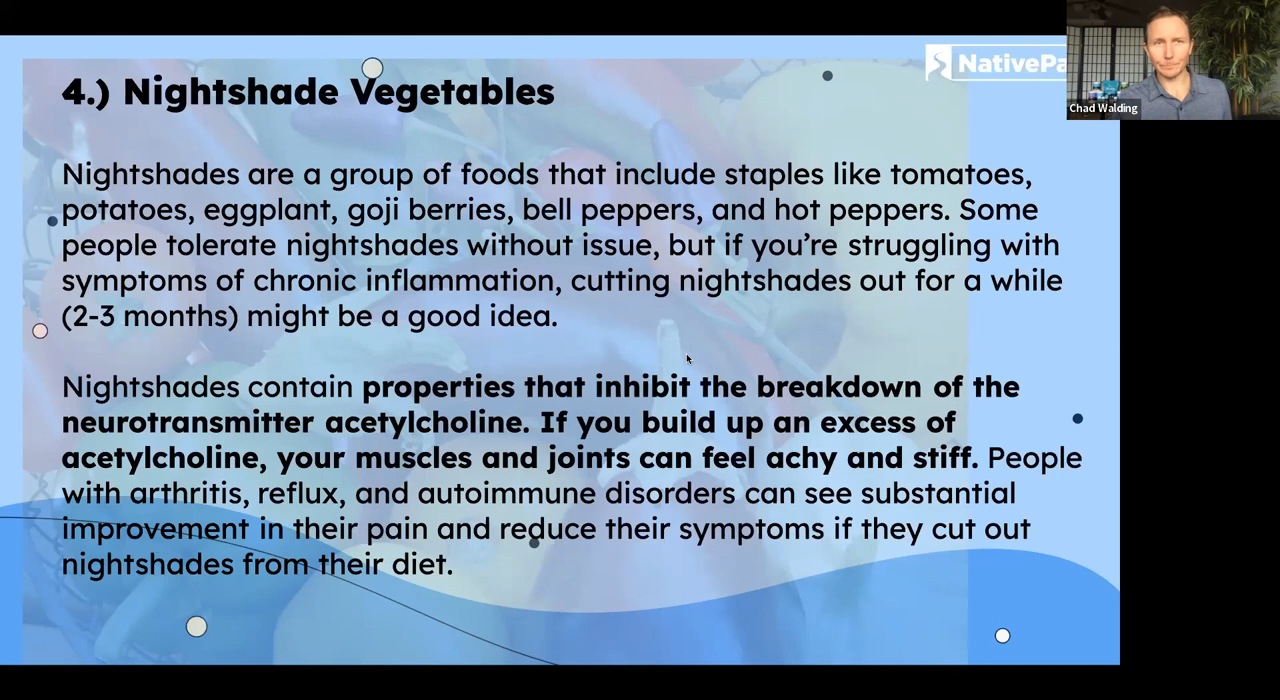 4.) Nightshade Vegetables
NativePa
Chad Walding
Nightshades are a group of foods that include staples like tomatoes,
potatoes, eggplant, goji berries, bell peppers, and hot peppers. Some
people tolerate nightshades without issue, but if you’re struggling with
symptoms of chronic inflammation, cutting nightshades out for a while
(2-3 months) might be a good idea.
Nightshades contain properties that inhibit the breakdown of the
neurotransmitter acetylcholine. If you build up an excess of
acetylcholine, your muscles and joints can feel achy and stiff. People
with arthritis, reflux, and autoimmune disorders can see substantial
improvement in their pain and reduce their symptoms if they cut out
nightshades from their diet.